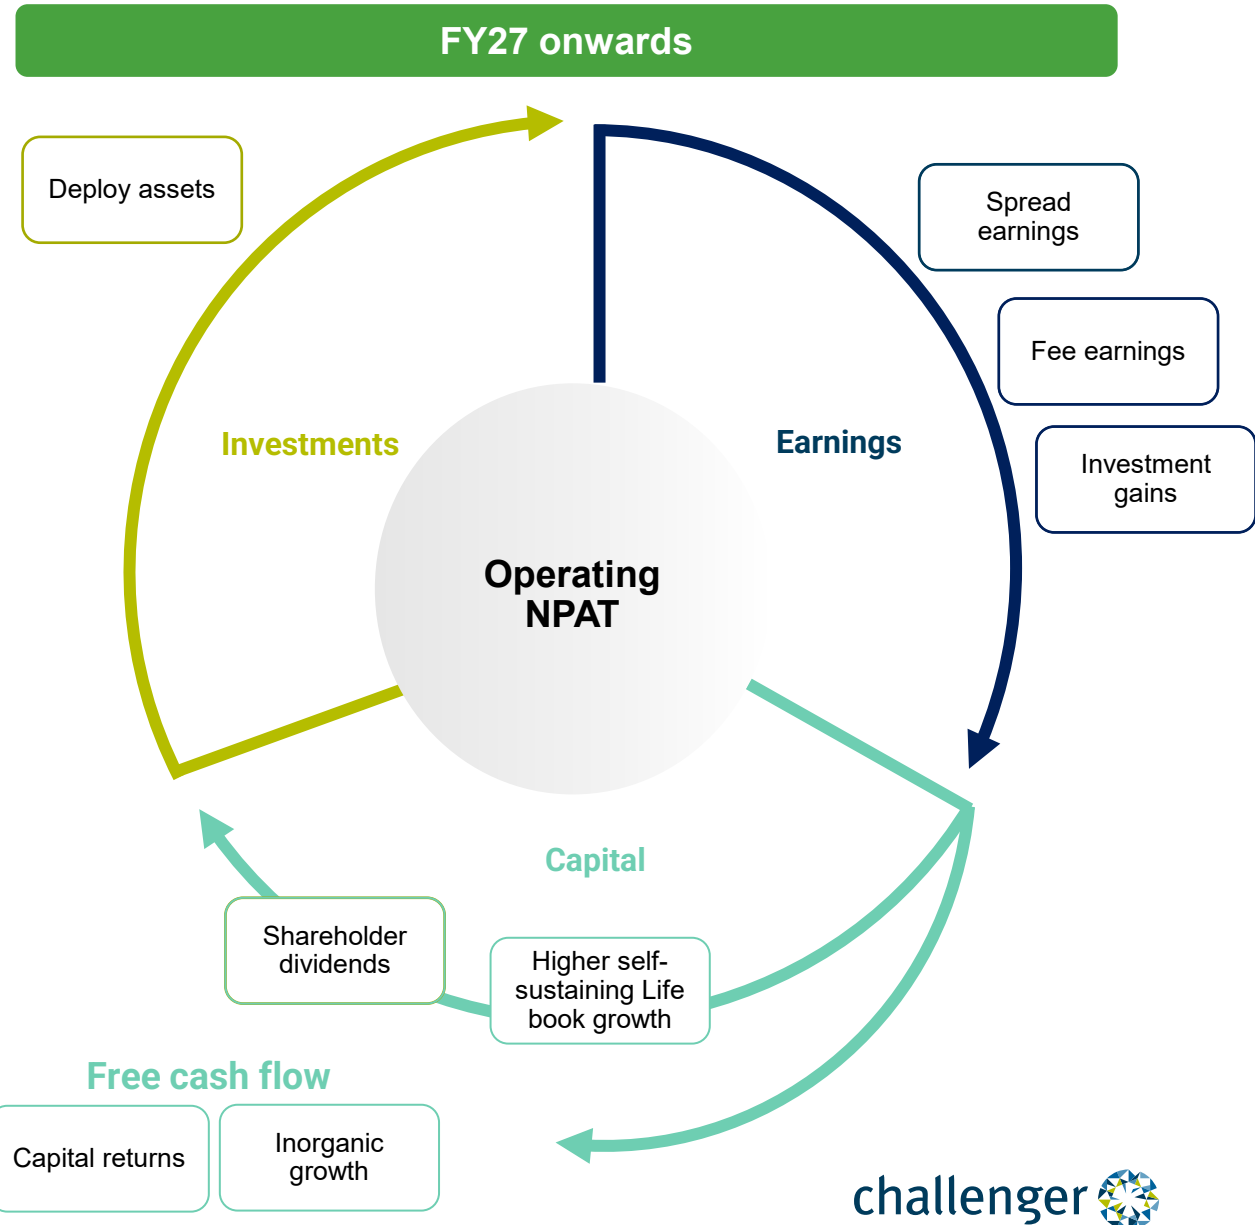 FY27 onwards
Deploy assets
Spread
earnings
Fee earnings
Investment
gains
Investments
Earnings
Operating
NPAT
Capital
Shareholder
dividends
Higher self-
sustaining Life
book growth
Free cash flow
Capital returns
Inorganic
growth
challenger